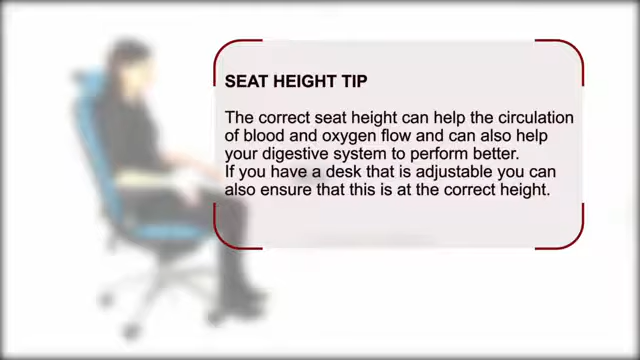 SEAT HEIGHT TIP
The correct seat height can help the circulation
of blood and oxygen flow and can also help
your digestive system to perform better.
If you have a desk that is adjustable you can
also ensure that this is at the correct height.